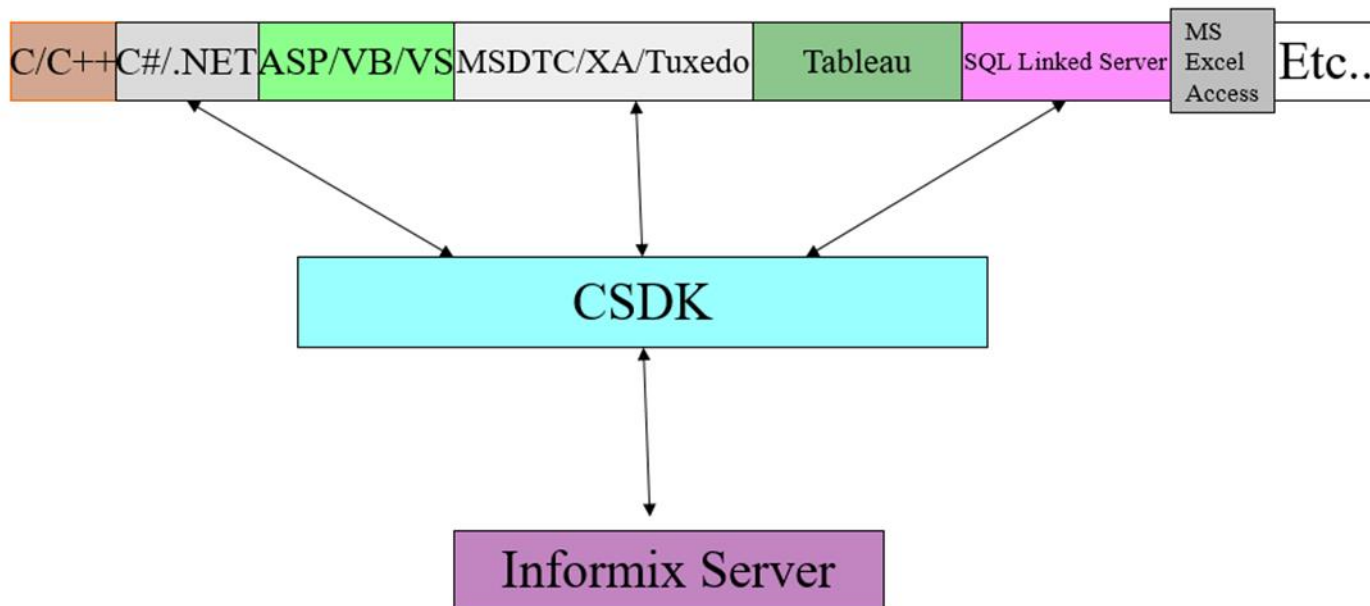 C/C++
C#/.NET
ASP/VB/VS
MSDTC/XA/Tuxedo
Tableau
SQL Linked Server
MS
Excel
Access
Etc..
CSDK
Informix Server